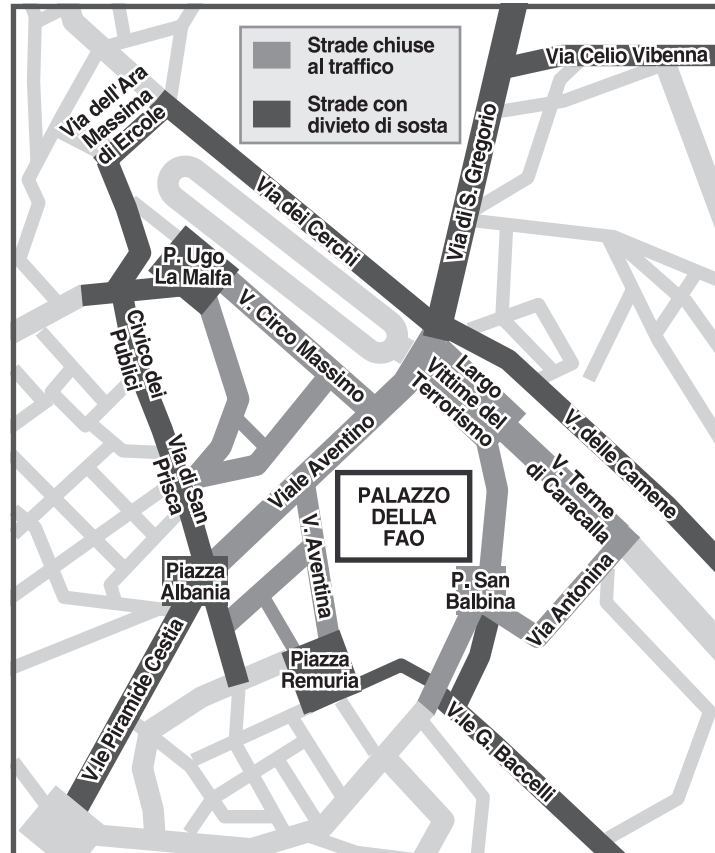 Strade chiuse
al traffico
Strade con
divieto di sosta
Via Celio Vibenna
Via dell'Ara
Massima
di Ercole
Via di S. Gregorio
Via dei Cerchi
P. Ugo
La Malfa
V. Circo Massimo
Civico dei
Publici
Largo
Vittime del
Terrorismo
V. delle Camene
Viale Aventino
Via di San
Prisca
V. Terme
di Caracalla
PALAZZO
DELLA
FAO
V. Aventina
Piazza
Albania
P. San
Balbina
Via Antonina
Piazza
Remuria
V.le Piramide Cestia
V.le G. Baccelli